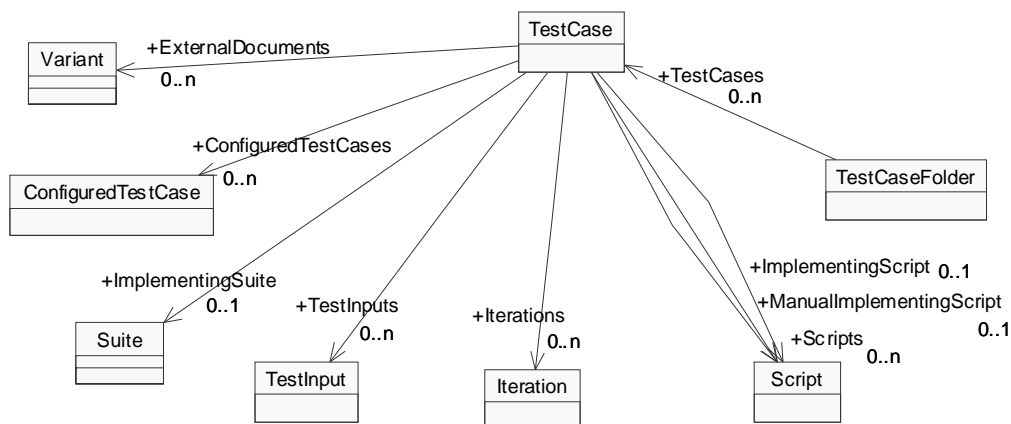 TestCase
Variant
+ExternalDocuments
0..n
+TestCases
0..n
+ConfiguredTestCases
0..n
ConfiguredTestCase
TestCaseFolder
+ImplementingSuite
0..1
+ImplementingScript 0..1
+TestInputs
0..n
+Iterations
0..n
+ManualImplementingScript
0..1
+Scripts
0..n
Suite
TestInput
Iteration
Script